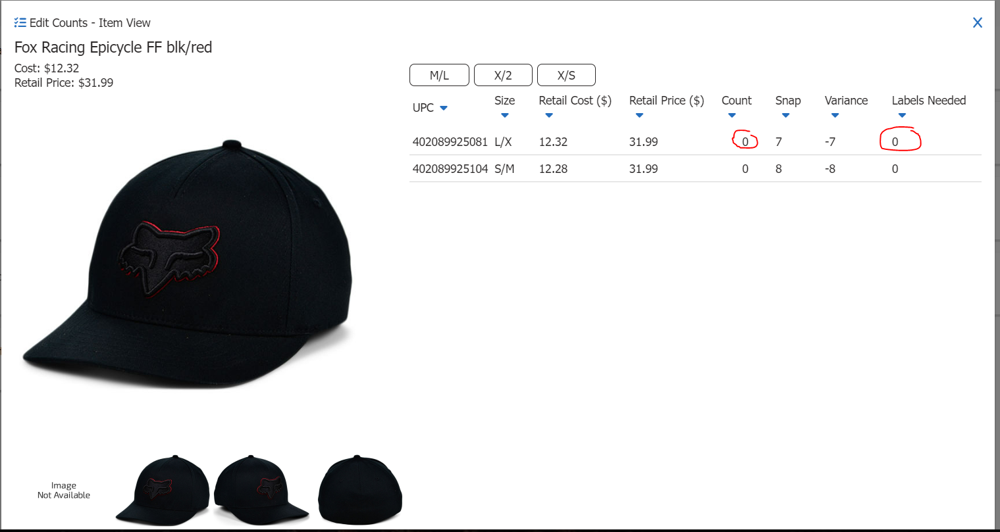 Edit Counts - Item View
X
Fox Racing Epicycle FF blk/red
Cost: $12.32
Retail Price: $31.99
M/L X/2 X/S
UPC Size Retail Cost ($) Retail Price ($) Count Snap Variance Labels Needed
402089925081 L/X 12.32 31.99 0 7 -7 0
402089925104 S/M 12.28 31.99 0 8 -8 0
Image
Not Available